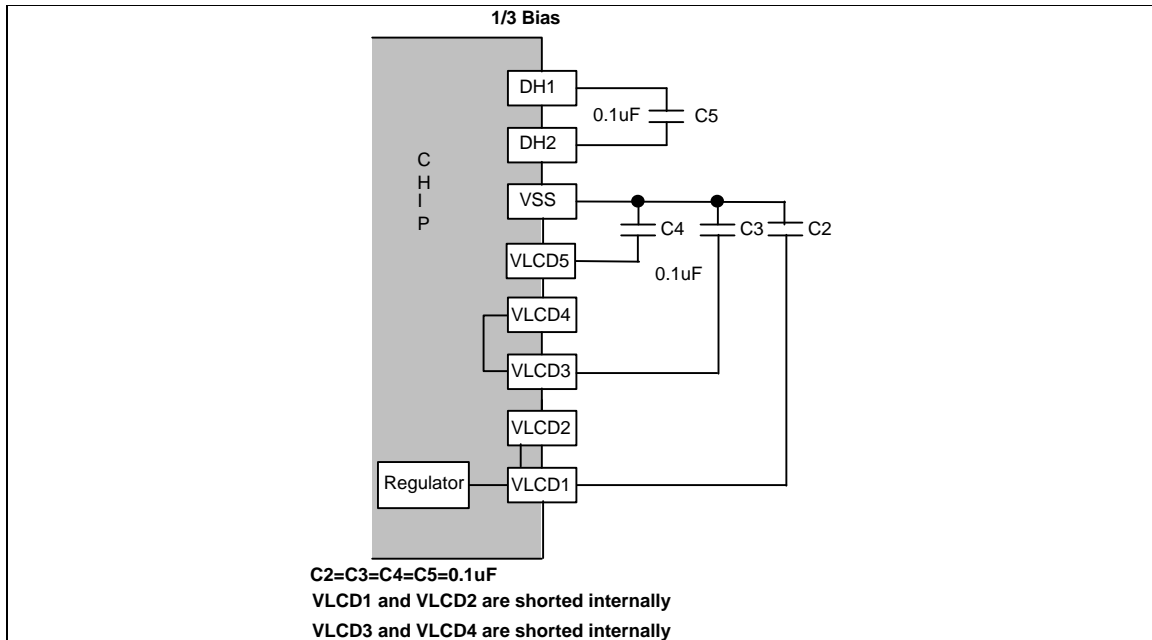 1/3 Bias
DH1
0.1uF
C5
DH2
CHIP
VSS
C4
C3
C2
VLCD5
0.1uF
VLCD4
VLCD3
VLCD2
Regulator
VLCD1
C2=C3=C4=C5=0.1uF
VLCD1 and VLCD2 are shorted internally
VLCD3 and VLCD4 are shorted internally